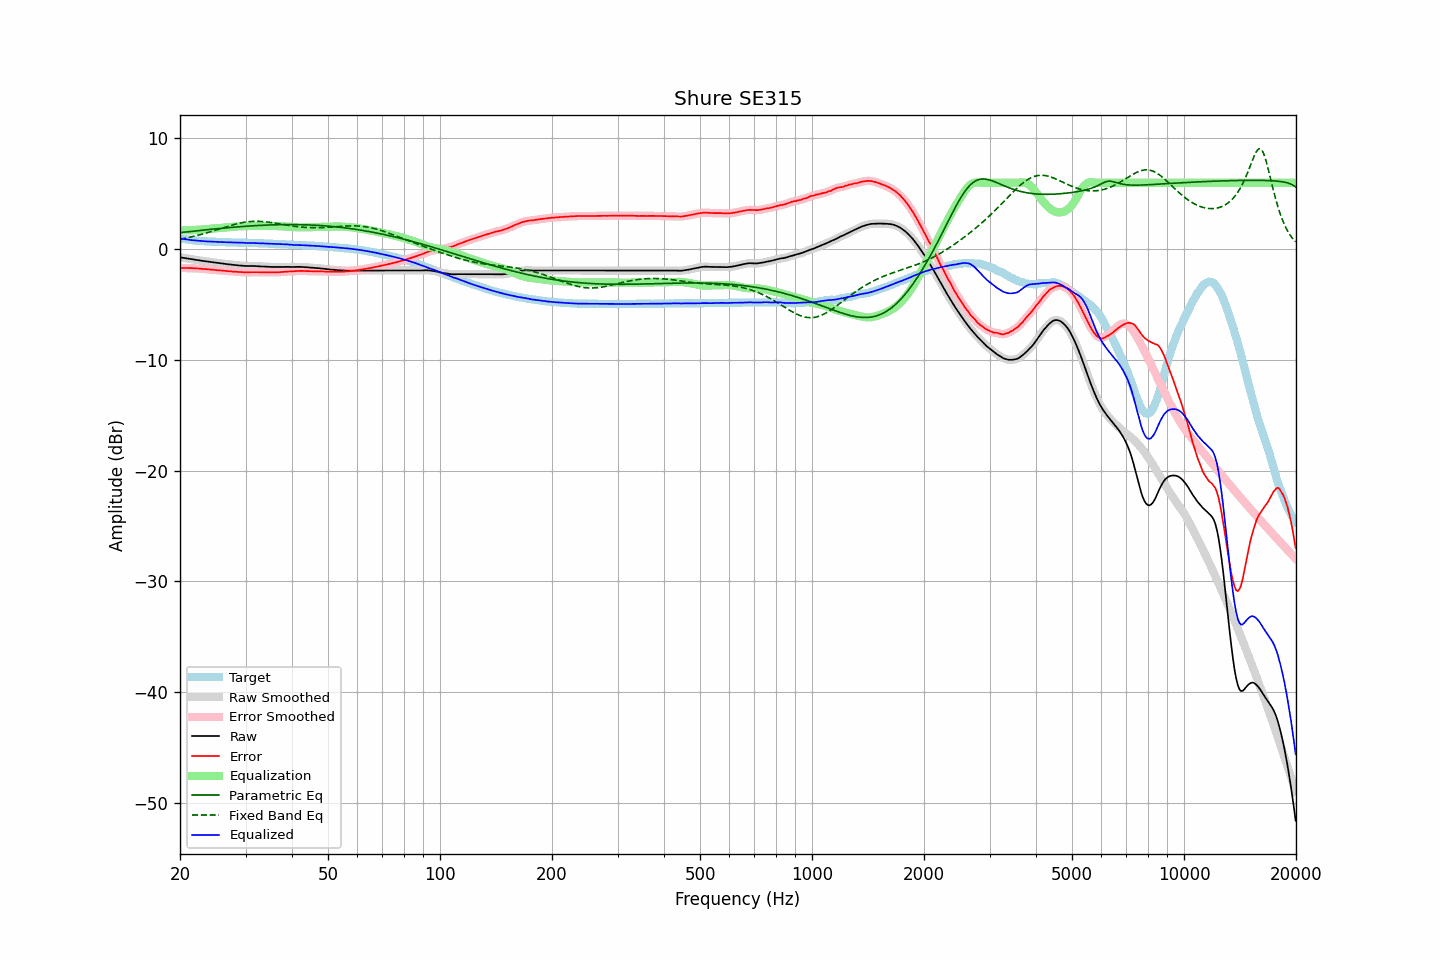 Shure SE315
Amplitude (dBr)
10
0
−10
−20
−30
−40
−50
Target
Raw Smoothed
Error Smoothed
Raw
Error
Equalization
Parametric Eq
Fixed Band Eq
Equalized
20 50 100 200 500 1000 2000 5000 10000 20000
Frequency (Hz)